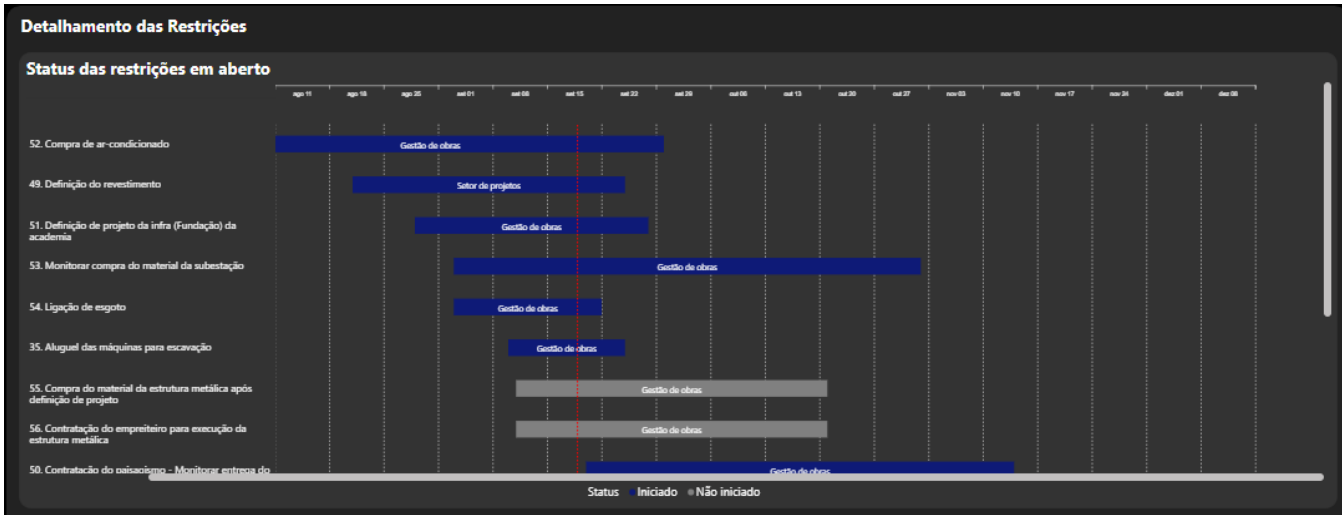 Detalhamento das Restrições
Status das restrições em aberto
ago 11 ago 18 ago 25 set 01 set 08 set 15 set 22 set 29 out 06 out 13 out 20 out 27 nov 03 nov 10 nov 17 nov 24 dez 01 dez 08
52. Compra de ar-condicionado
Gestão de obras
49. Definição do revestimento
Setor de projetos
51. Definição de projeto da infra (Fundação) da
academia
Gestão de obras
53. Monitorar compra do material da subestação
Gestão de obras
54. Ligação de esgoto
Gestão de obras
35. Aluguel das máquinas para escavação
Gestão de obras
55. Compra do material da estrutura metálica após
definição de projeto
Gestão de obras
56. Contratação do empreiteiro para execução da
estrutura metálica
Gestão de obras
50. Contratação do paisagismo - Monitorar entrega do
Gestão de obras
Status Iniciado Não iniciado